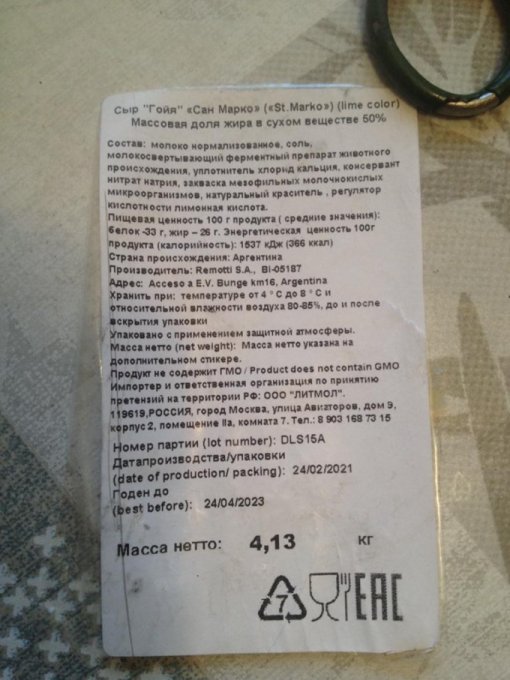 Сыр "Гойя" «Сан Марко» («St.Marko») (lime color)
Массовая доля жира в сухом веществе 50%
Состав: молоко нормализованное, соль,
молокосвертывающий ферментный препарат животного
происхождения, уплотнитель хлорид кальция, консервант
нитрат натрия, закваска мезофильных молочнокислых
микроорганизмов, натуральный краситель , регулятор
кислотности лимонная кислота.
Пищевая ценность 100 г продукта ( средние значения):
белок -33 г, жир – 26 г. Энергетическая ценность 100г
продукта (калорийность): 1537 кДж (366 ккал)
Страна происхождения: Аргентина
Производитель: Remotti S.A., BI-05187
Адрес: Acceso a E.V. Bunge km16, Argentina
Хранить при: температуре от 4 ° С до 8 ° С и
относительной влажности воздуха 80-85%, до и после
вскрытия упаковки
Упаковано с применением защитной атмосферы.
Масса нетто (net weight): Масса нетто указана на
дополнительном стикере.
Продукт не содержит ГМО / Product does not contain GMO
Импортер и ответственная организация по принятию
претензий на территории РФ: ООО "ЛИТМОЛ".
119619,РОССИЯ, город Москва, улица Авиаторов, дом 9,
корпус 2, помещение IIа, комната 7. Тел.: 8 903 168 73 15
Номер партии (lot number): DLS15A
Датапроизводства/упаковки
(date of production/ packing): 24/02/2021
Годен до
(best before): 24/04/2023
Масса нетто: 4,13 кг
7 EAC